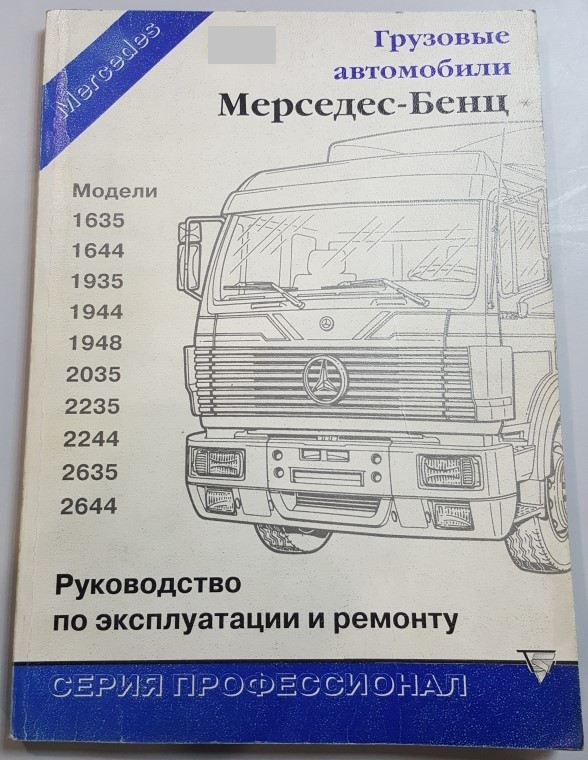 Mercedes
Грузовые
автомобили
Мерседес-Бенц
Модели
1635
1644
1935
1944
1948
2035
2235
2244
2635
2644
Руководство
по эксплуатации и ремонту
СЕРИЯ ПРОФЕССИОНАЛ